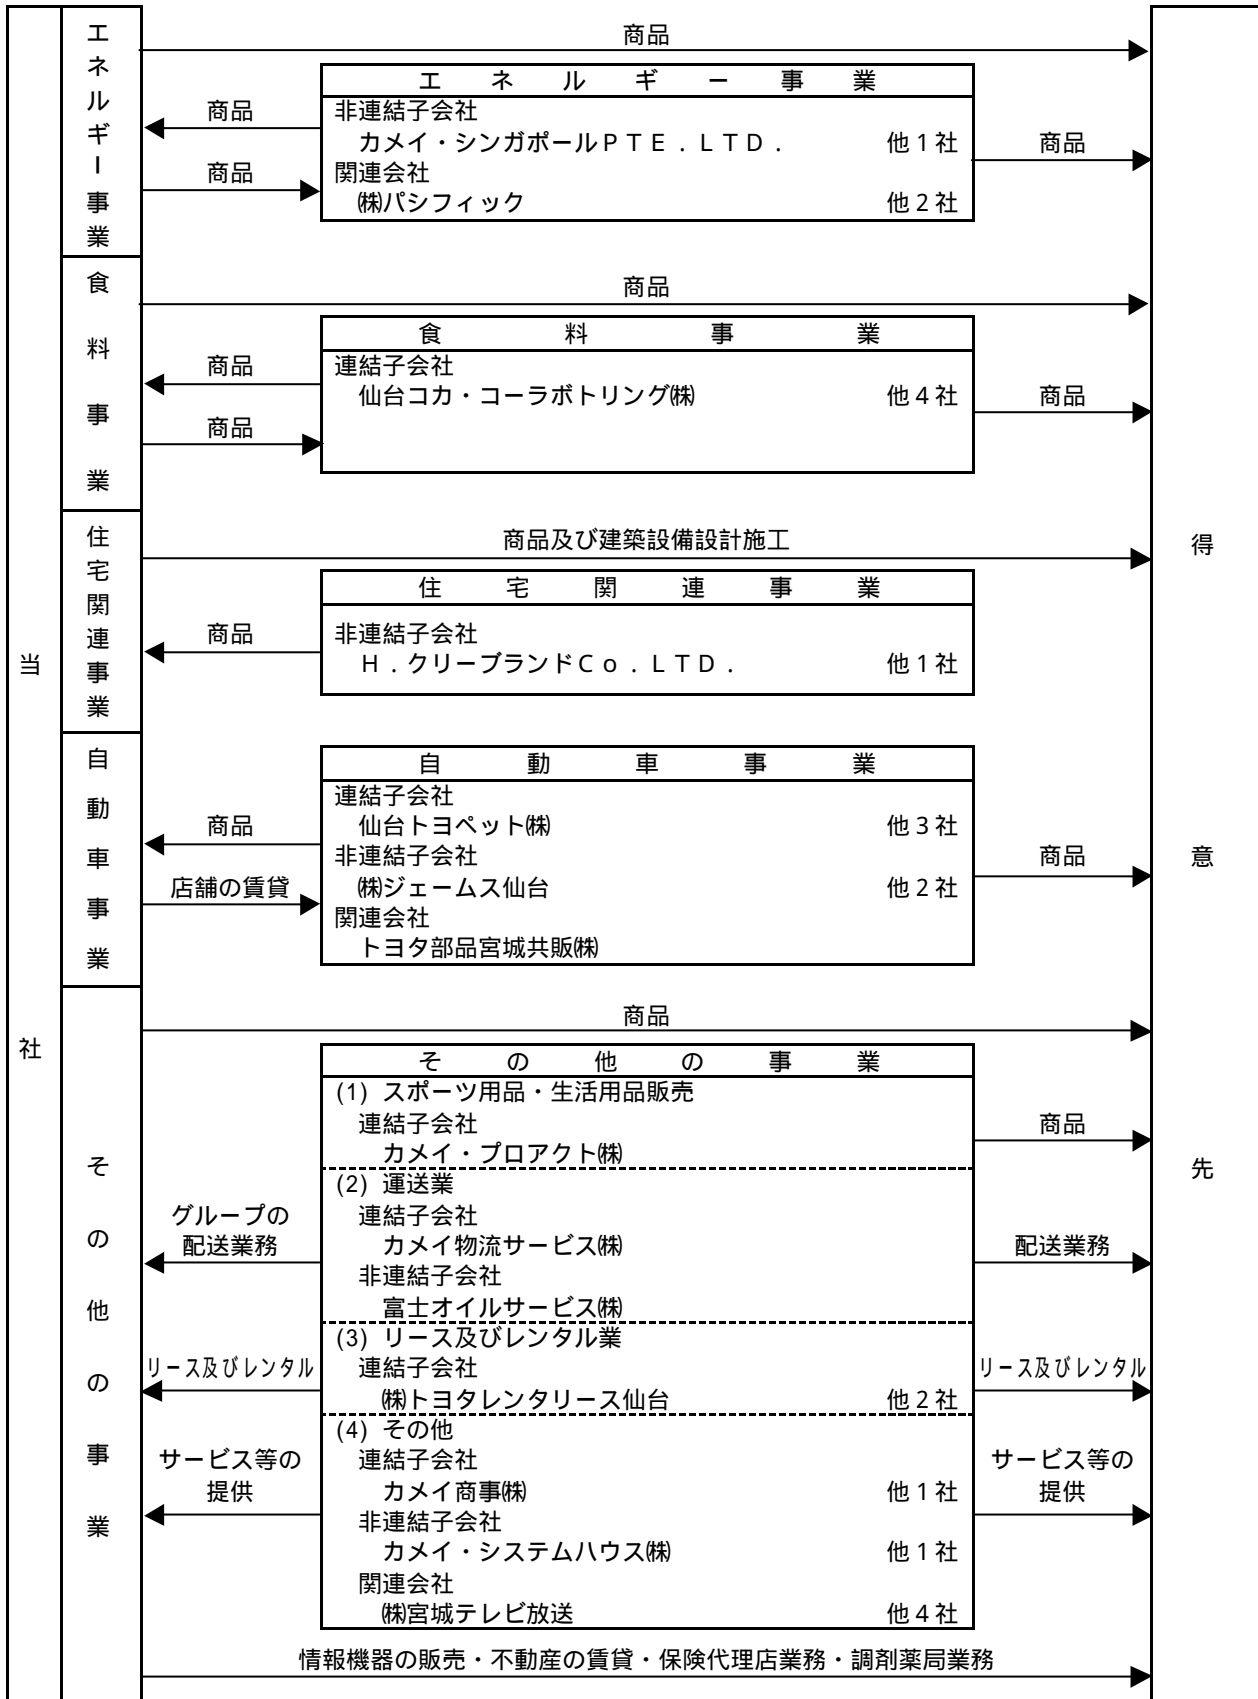 当社
エネルギー事業
商品
エネルギー事業
非連結子会社
カメイ・シンガポールPTE．LTD． 他1社
関連会社
㈱パシフィック 他2社
商品
商品
商品
食料事業
商品
食料事業
連結子会社
仙台コカ・コーラボトリング㈱ 他4社
商品
商品
商品
住宅関連事業
商品及び建築設備設計施工
住宅関連事業
非連結子会社
H．クリーブランドCo．LTD． 他1社
商品
自動車事業
自動車事業
連結子会社
仙台トヨペット㈱ 他3社
非連結子会社
㈱ジェームス仙台 他2社
関連会社
トヨタ部品宮城共販㈱
商品
店舗の賃貸
商品
その他の事業
商品
その他の事業
(1) スポーツ用品・生活用品販売
連結子会社
カメイ・プロアクト㈱
商品
(2) 運送業
連結子会社
カメイ物流サービス㈱
非連結子会社
富士オイルサービス㈱
グループの
配送業務
配送業務
(3) リース及びレンタル業
連結子会社
㈱トヨタレンタリース仙台 他2社
リース及びレンタル
リース及びレンタル
(4) その他
連結子会社
カメイ商事㈱ 他1社
非連結子会社
カメイ・システムハウス㈱ 他1社
関連会社
㈱宮城テレビ放送 他4社
サービス等の
提供
サービス等の
提供
情報機器の販売・不動産の賃貸・保険代理店業務・調剤薬局業務
得意先